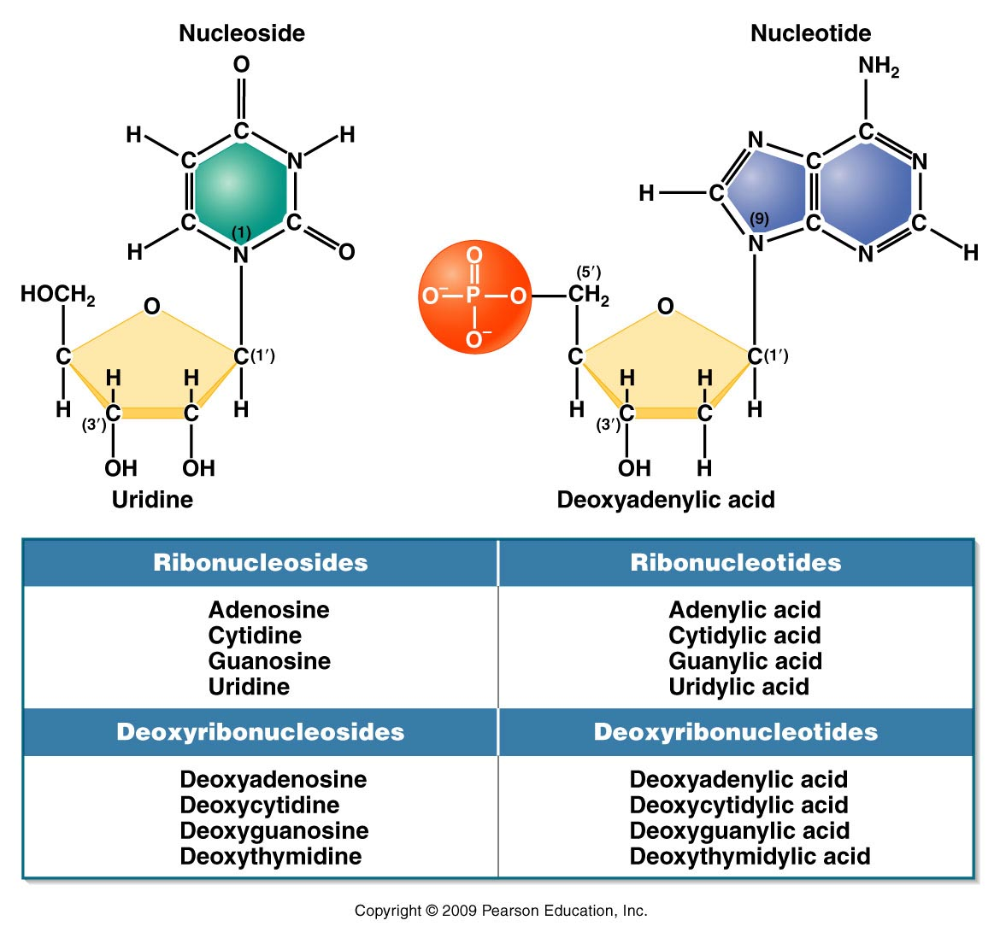 Nucleoside
O
C
H
H
C
N
C
(1)
C
H
N
O
HOCH2
O
C
C(1′)
H
H
H
H
(3′)C
C
OH
OH
Uridine
Nucleotide
NH2
N
C
C
N
H
C
(9)
C
C
N
N
H
O
O−
P
O
O−
(5′)
CH2
O
C
C(1′)
H
H
H
H
(3′)C
C
OH
H
Deoxyadenylic acid
Ribonucleosides
Ribonucleotides
Adenosine
Cytidine
Guanosine
Uridine
Adenylic acid
Cytidylic acid
Guanylic acid
Uridylic acid
Deoxyribonucleosides
Deoxyribonucleotides
Deoxyadenosine
Deoxycytidine
Deoxyguanosine
Deoxythymidine
Deoxyadenylic acid
Deoxycytidylic acid
Deoxyguanylic acid
Deoxythymidylic acid
Copyright © 2009 Pearson Education, Inc.